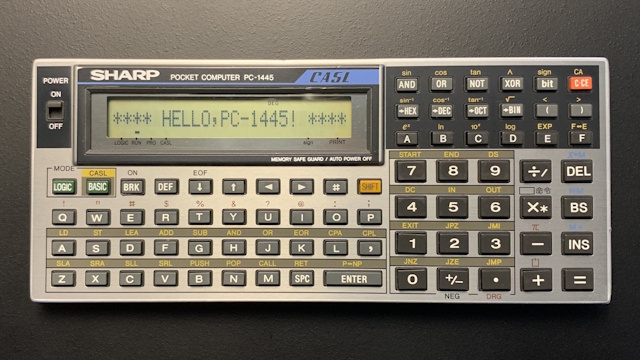 SHARP POCKET COMPUTER PC-1445 CASL
POWER
ON
OFF
DEG
**** HELLO,PC-1445! ****
LOGIC RUN PRO CASL sign PRINT
MEMORY SAFE GUARD / AUTO POWER OFF
sin cos tan Λ sign CA
AND OR NOT XOR bit C·CE
sin⁻¹ cos⁻¹ tan⁻¹ √ < >
→HEX →DEC →OCT →BIN ( )
eˣ ln 10ˣ log EXP F↔E
A B C D E F
MODE CASL ON EOF
LOGIC BASIC BRK DEF ↓ ↑ ◄ ► # SHIFT
! " # $ % & ( ) @
Q W E R T Y U I O P
LD ST LEA ADD SUB AND OR EOR CPA CPL
A S D F G H J K L ,
SLA SRA SLL SRL PUSH POP CALL RET P↔NP
Z X C V B N M SPC ENTER
START END DS
7 8 9 ÷/ DEL
DC IN OUT 命令
4 5 6 X* BS
EXIT JPZ JMI π
1 2 3 − INS
JNZ JZE JMP
0 +/− • + =
NEG DRG